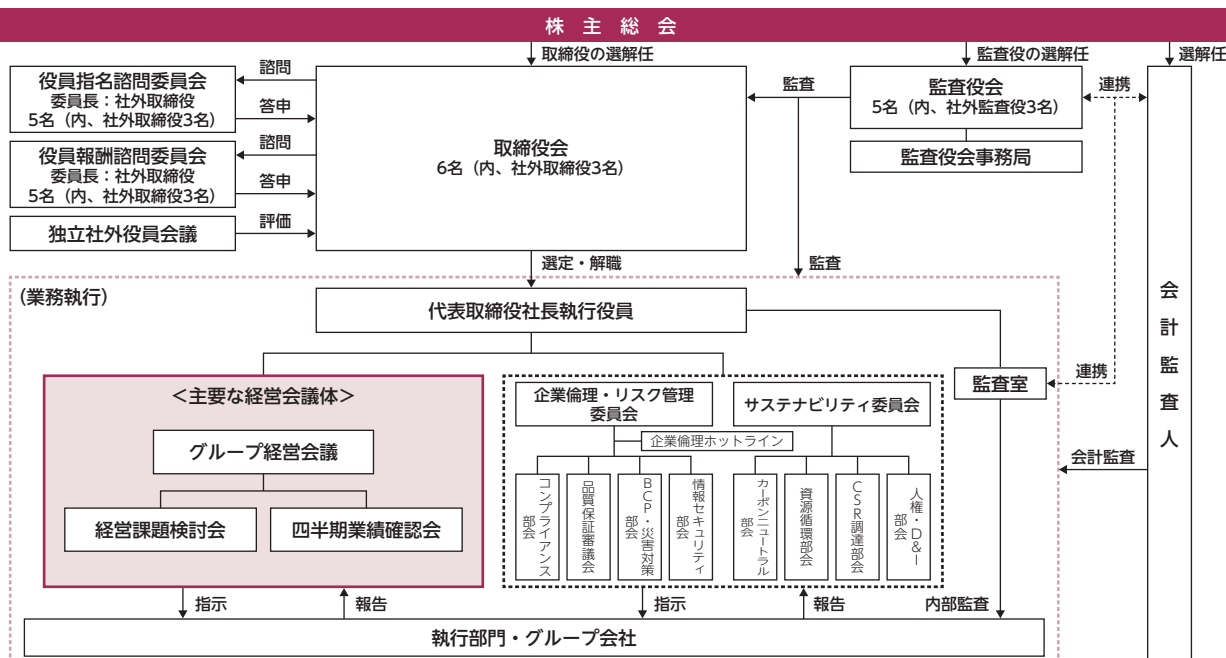 株主総会
取締役の選解任
監査役の選解任
選解任
役員指名諮問委員会
委員長：社外取締役
5名（内、社外取締役3名）
諮問
答申
役員報酬諮問委員会
委員長：社外取締役
5名（内、社外取締役3名）
諮問
答申
独立社外役員会議
評価
取締役会
6名（内、社外取締役3名）
監査
監査役会
5名（内、社外監査役3名）
監査役会事務局
連携
会計監査人
選定・解職
監査
（業務執行）
代表取締役社長執行役員
監査室
連携
会計監査
＜主要な経営会議体＞
グループ経営会議
経営課題検討会
四半期業績確認会
企業倫理・リスク管理
委員会
サステナビリティ委員会
企業倫理ホットライン
コンプライアンス
部会
品質保証審議会
BCP・災害対策
部会
情報セキュリティ
部会
カーボンニュートラル
部会
資源循環部会
CSR調達部会
人権・D&I
部会
指示
報告
指示
報告
内部監査
執行部門・グループ会社